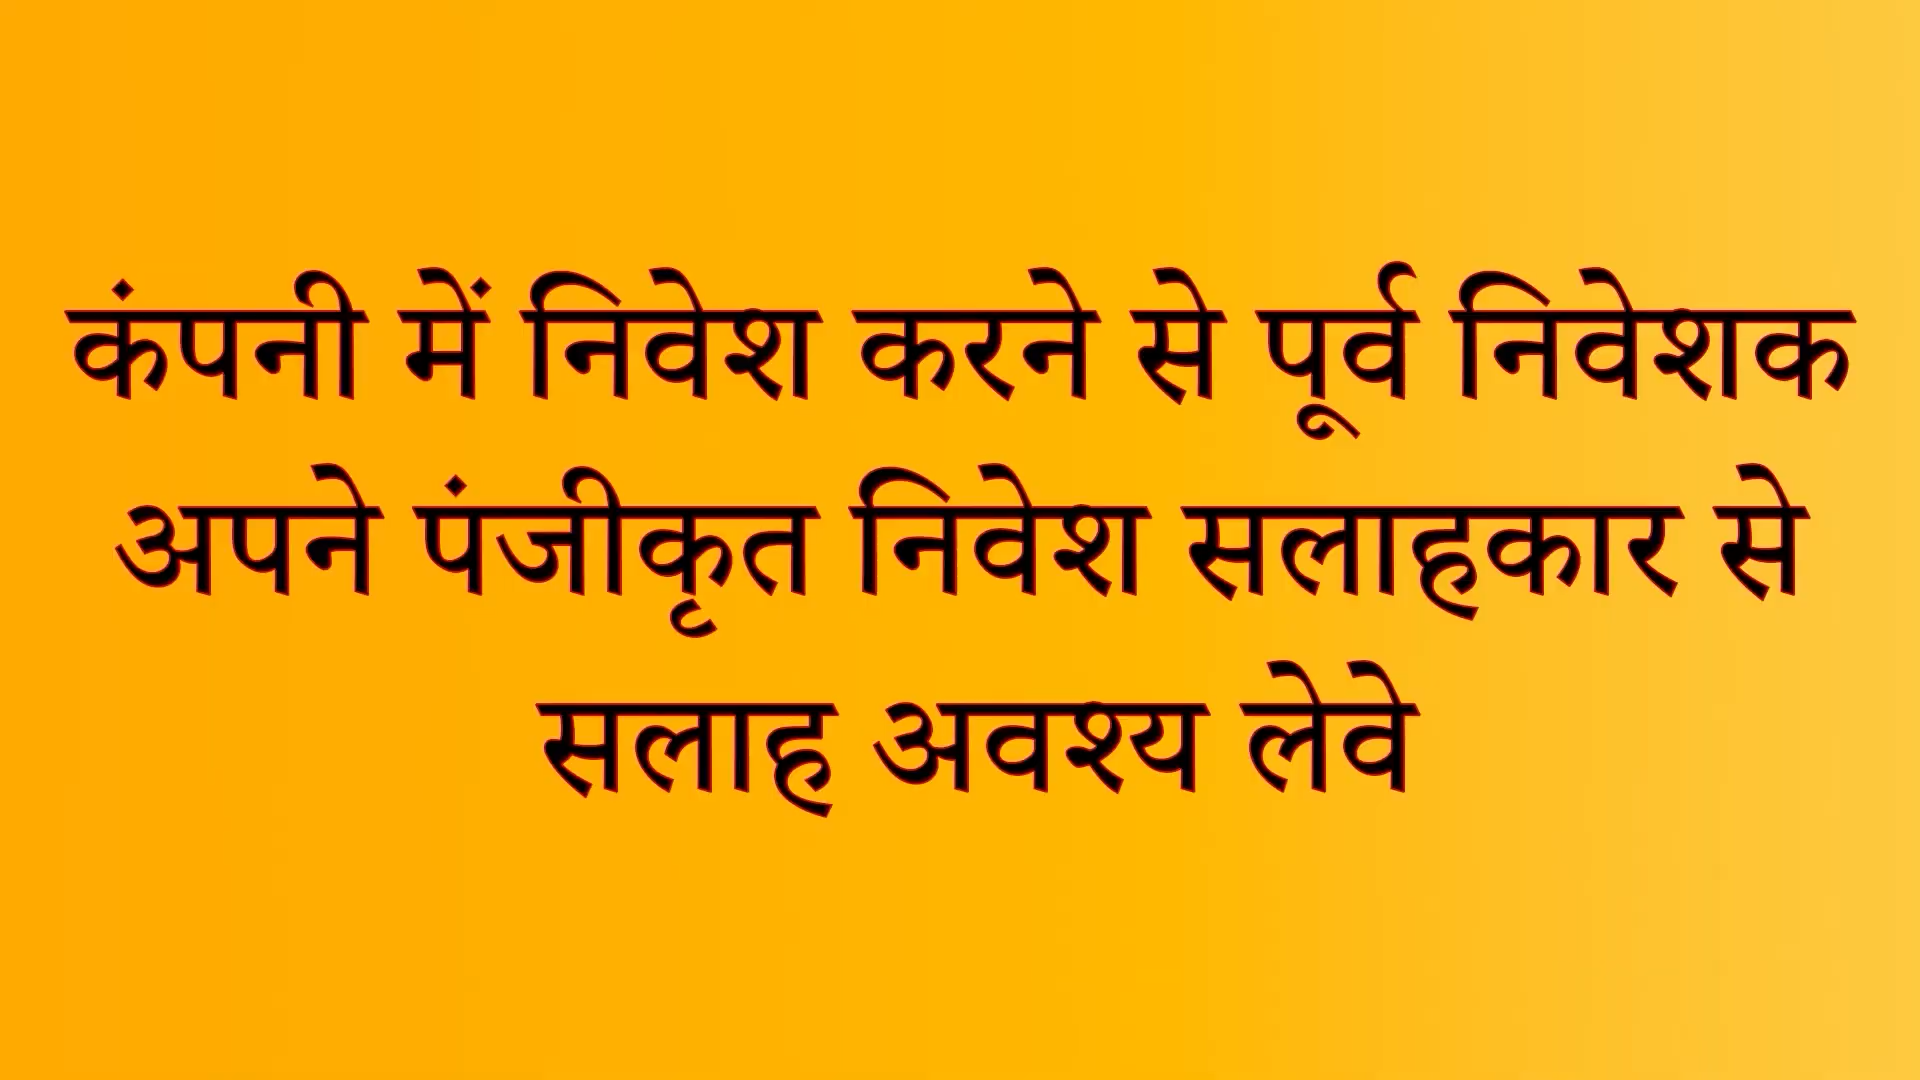 कंपनी में निवेश करने से पूर्व निवेशक
अपने पंजीकृत निवेश सलाहकार से
सलाह अवश्य लेवे